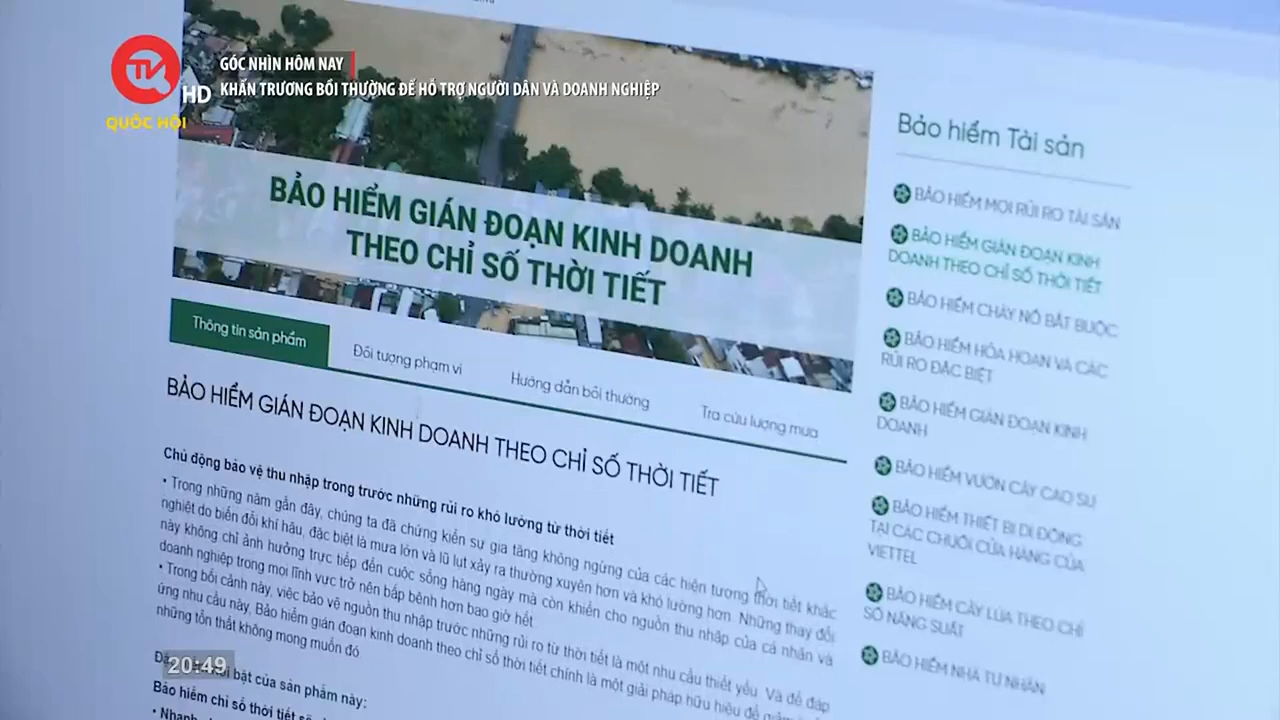 GÓC NHÌN HÔM NAY
KHẨN TRƯƠNG BỒI THƯỜNG ĐỂ HỖ TRỢ NGƯỜI DÂN VÀ DOANH NGHIỆP
TV HD
QUỐC HỘI
BẢO HIỂM GIÁN ĐOẠN KINH DOANH
THEO CHỈ SỐ THỜI TIẾT
Thông tin sản phẩm
Đối tượng phạm vi
Hướng dẫn bồi thường
Tra cứu lượng mưa
BẢO HIỂM GIÁN ĐOẠN KINH DOANH THEO CHỈ SỐ THỜI TIẾT
Chủ động bảo vệ thu nhập trong trước những rủi ro khó lường từ thời tiết
• Trong những năm gần đây, chúng ta đã chứng kiến sự gia tăng không ngừng của các hiện tượng thời tiết khắc
nghiệt do biến đổi khí hậu, đặc biệt là mưa lớn và lũ lụt xảy ra thường xuyên hơn và khó lường hơn. Những thay đổi
này không chỉ ảnh hưởng trực tiếp đến cuộc sống hàng ngày mà còn khiến cho nguồn thu nhập của cá nhân và
doanh nghiệp trong mọi lĩnh vực trở nên bấp bênh hơn bao giờ hết
• Trong bối cảnh này, việc bảo vệ nguồn thu nhập trước những rủi ro từ thời tiết là một nhu cầu thiết yếu. Và để đáp
ứng nhu cầu này, Bảo hiểm gián đoạn kinh doanh theo chỉ số thời tiết chính là một giải pháp hữu hiệu để giảm
những tổn thất không mong muốn đó
bật của sản phẩm này:
Bảo hiểm chỉ số thời tiết
20:49
Bảo hiểm Tài sản
BẢO HIỂM MỌI RỦI RO TÀI SẢN
BẢO HIỂM GIÁN ĐOẠN KINH
DOANH THEO CHỈ SỐ THỜI TIẾT
BẢO HIỂM CHÁY NỔ BẮT BUỘC
BẢO HIỂM HỎA HOẠN VÀ CÁC
RỦI RO ĐẶC BIỆT
BẢO HIỂM GIÁN ĐOẠN KINH
DOANH
BẢO HIỂM VƯỜN CÂY CAO SU
BẢO HIỂM THIẾT BỊ DI ĐỘNG
TẠI CÁC CHUỖI CỬA HÀNG CỦA
VIETTEL
BẢO HIỂM CÂY LÚA THEO CHỈ
SỐ NĂNG SUẤT
BẢO HIỂM NHÀ TƯ NHÂN